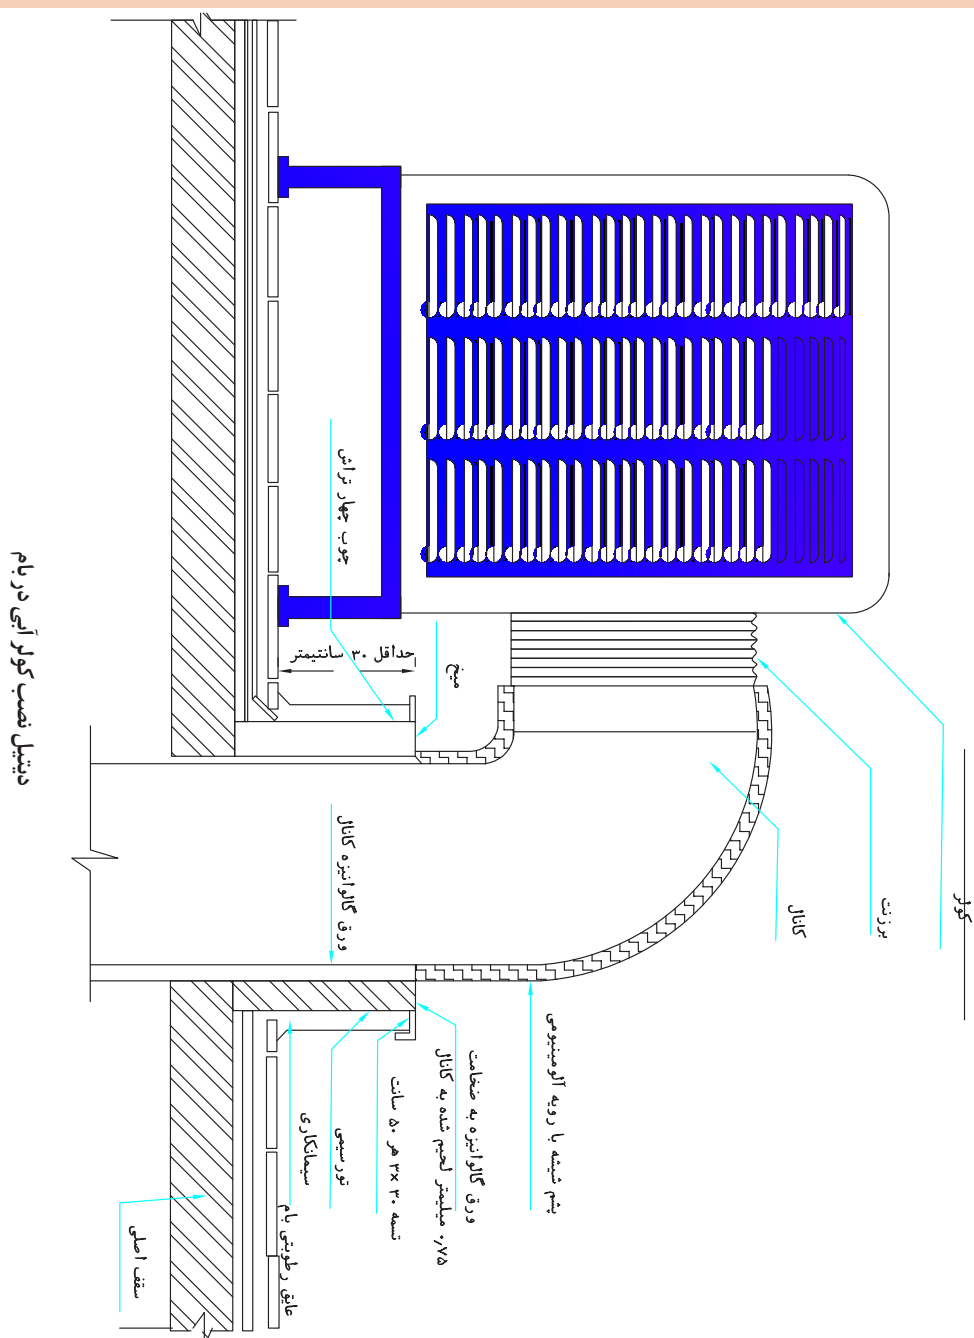 دیتیل نصب کولر آبی در بام
کولر
برزنت
کانال
میخ
چوب چهار تراش
حداقل ۳۰ سانتیمتر
ورق گالوانیزه کانال
پشم شیشه با رویه آلومینیومی
ورق گالوانیزه به ضخامت
۰٫۷۵ میلیمتر لحیم شده به کانال
تسمه ۳۰ × ۳ هر ۵۰ سانت
تور سیمی
سیمانکاری
عایق رطوبتی بام
سقف اصلی